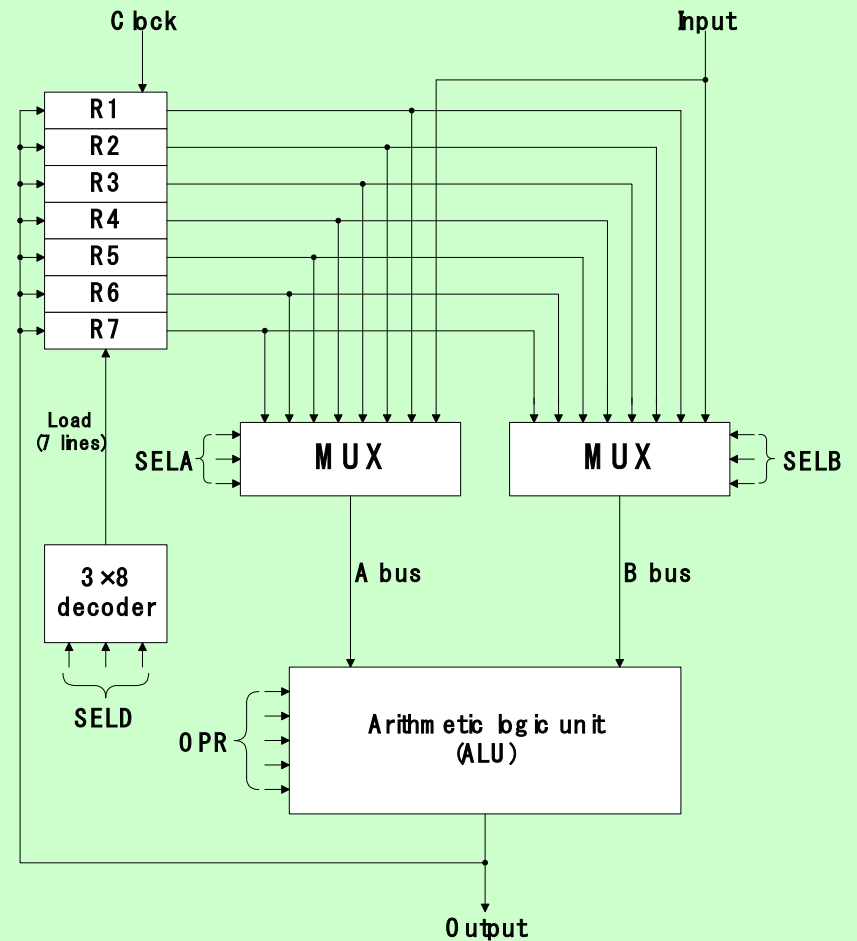 Clock
Input
R1
R2
R3
R4
R5
R6
R7
Load
(7 lines)
SELA
MUX
MUX
SELB
3×8
decoder
A bus
B bus
SELD
OPR
Arithmetic logic unit
(ALU)
Output